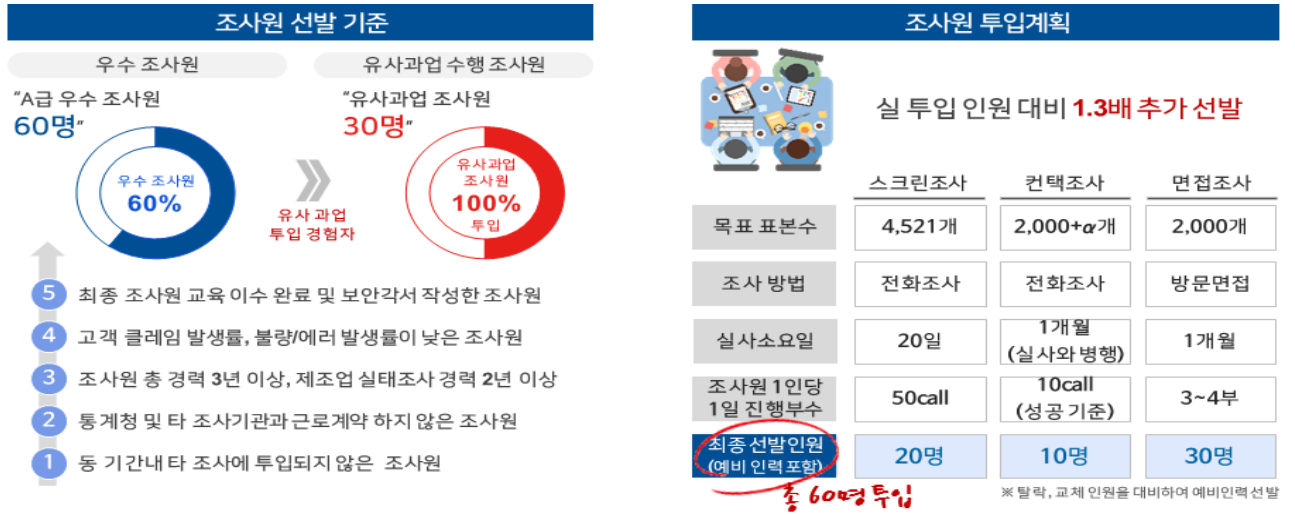 조사원 선발 기준
우수 조사원
유사과업 수행 조사원
"A급 우수 조사원
60명"
우수 조사원
60%
유사 과업
투입 경험자
"유사과업 조사원
30명"
유사과업
조사원
100%
투입
5 최종 조사원 교육 이수 완료 및 보안각서 작성한 조사원
4 고객 클레임 발생률, 불량/에러 발생률이 낮은 조사원
3 조사원 총 경력 3년 이상, 제조업 실태조사 경력 2년 이상
2 통계청 및 타 조사기관과 근로계약 하지 않은 조사원
1 동 기간내 타 조사에 투입되지 않은 조사원
조사원 투입계획
실 투입 인원 대비 1.3배 추가 선발
스크린조사 컨택조사 면접조사
목표 표본수 4,521개 2,000+α개 2,000개
조사 방법 전화조사 전화조사 방문면접
실사소요일 20일 1개월 (실사와 병행) 1개월
조사원 1인당 1일 진행부수 50call 10call (성공 기준) 3~4부
최종 선발인원 (예비 인력 포함) 20명 10명 30명
총 60명 투입
※ 탈락, 교체 인원을 대비하여 예비인력 선발